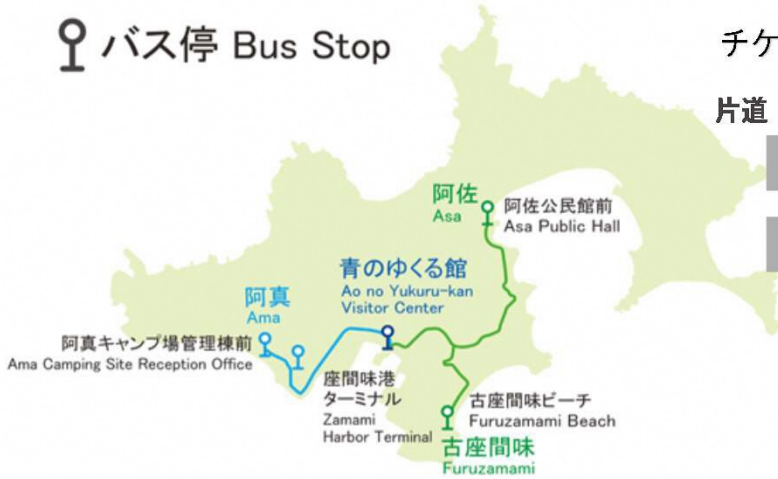 バス停 Bus Stop
チケ
片道
阿佐
Asa
阿佐公民館前
Asa Public Hall
青のゆくる館
Ao no Yukuru-kan
Visitor Center
阿真
Ama
阿真キャンプ場管理棟前
Ama Camping Site Reception Office
座間味港
ターミナル
Zamami
Harbor Terminal
古座間味ビーチ
Furuzamami Beach
古座間味
Furuzamami